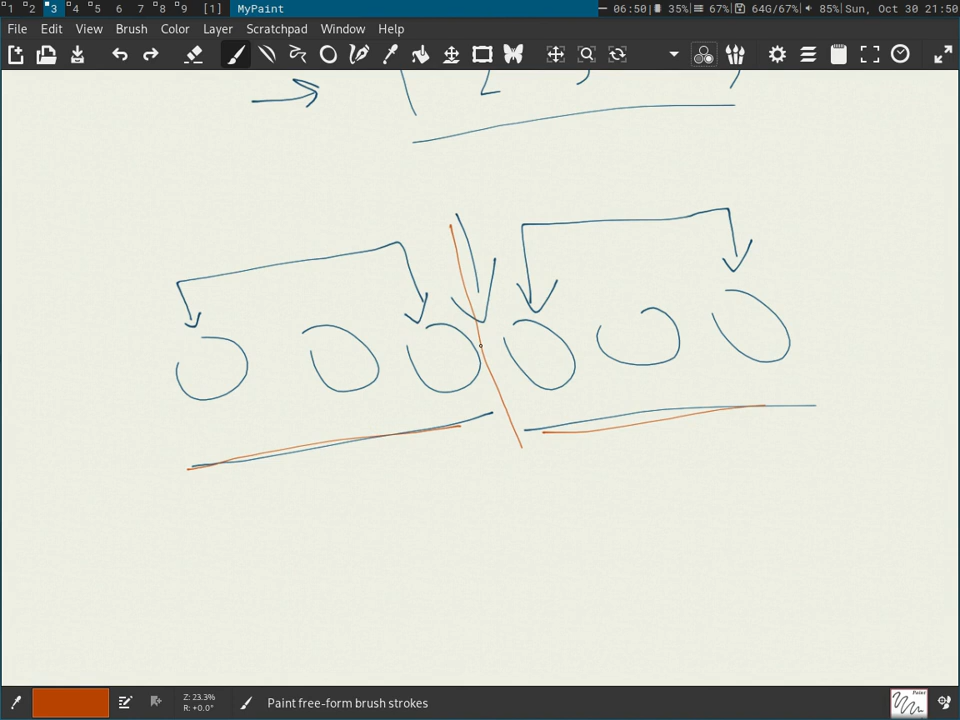 1 2 3 4 5 6 7 8 9 [1] MyPaint 06:50 35% 67% 64G/67% 85% Sun, Oct 30 21:50
File Edit View Brush Color Layer Scratchpad Window Help
Z: 23.3%
R: +0.0°
Paint free-form brush strokes